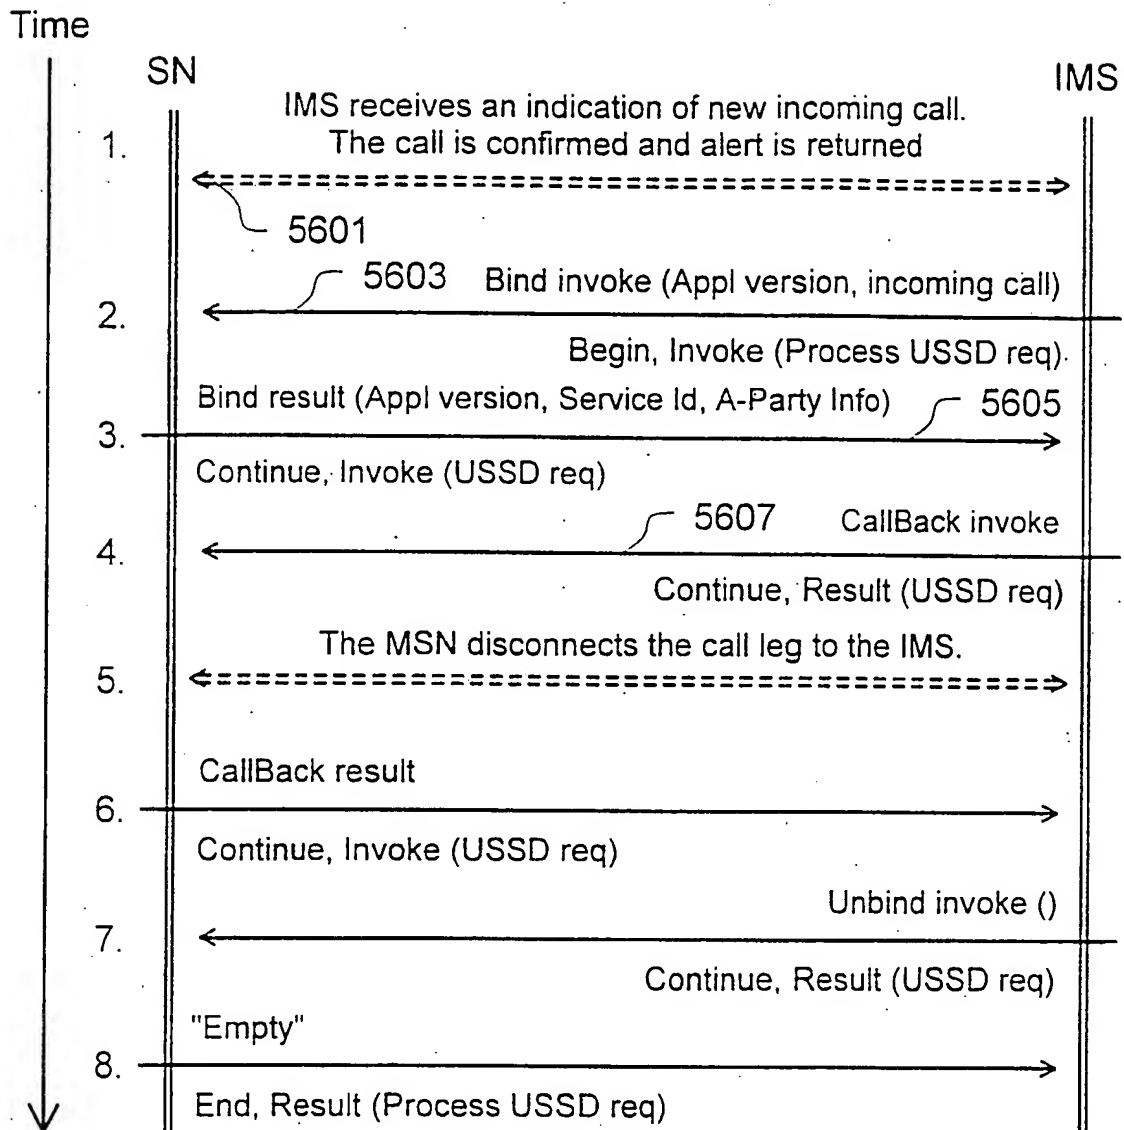 Time
SN
IMS
IMS receives an indication of new incoming call.
1.
The call is confirmed and alert is returned
5601
5603
Bind invoke (Appl version, incoming call)
2.
Begin, Invoke (Process USSD req)
Bind result (Appl version, Service Id, A-Party Info)
5605
3.
Continue, Invoke (USSD req)
5607
CallBack invoke
4.
Continue, Result (USSD req)
The MSN disconnects the call leg to the IMS.
5.
CallBack result
6.
Continue, Invoke (USSD req)
Unbind invoke ()
7.
Continue, Result (USSD req)
"Empty"
8.
End, Result (Process USSD req)